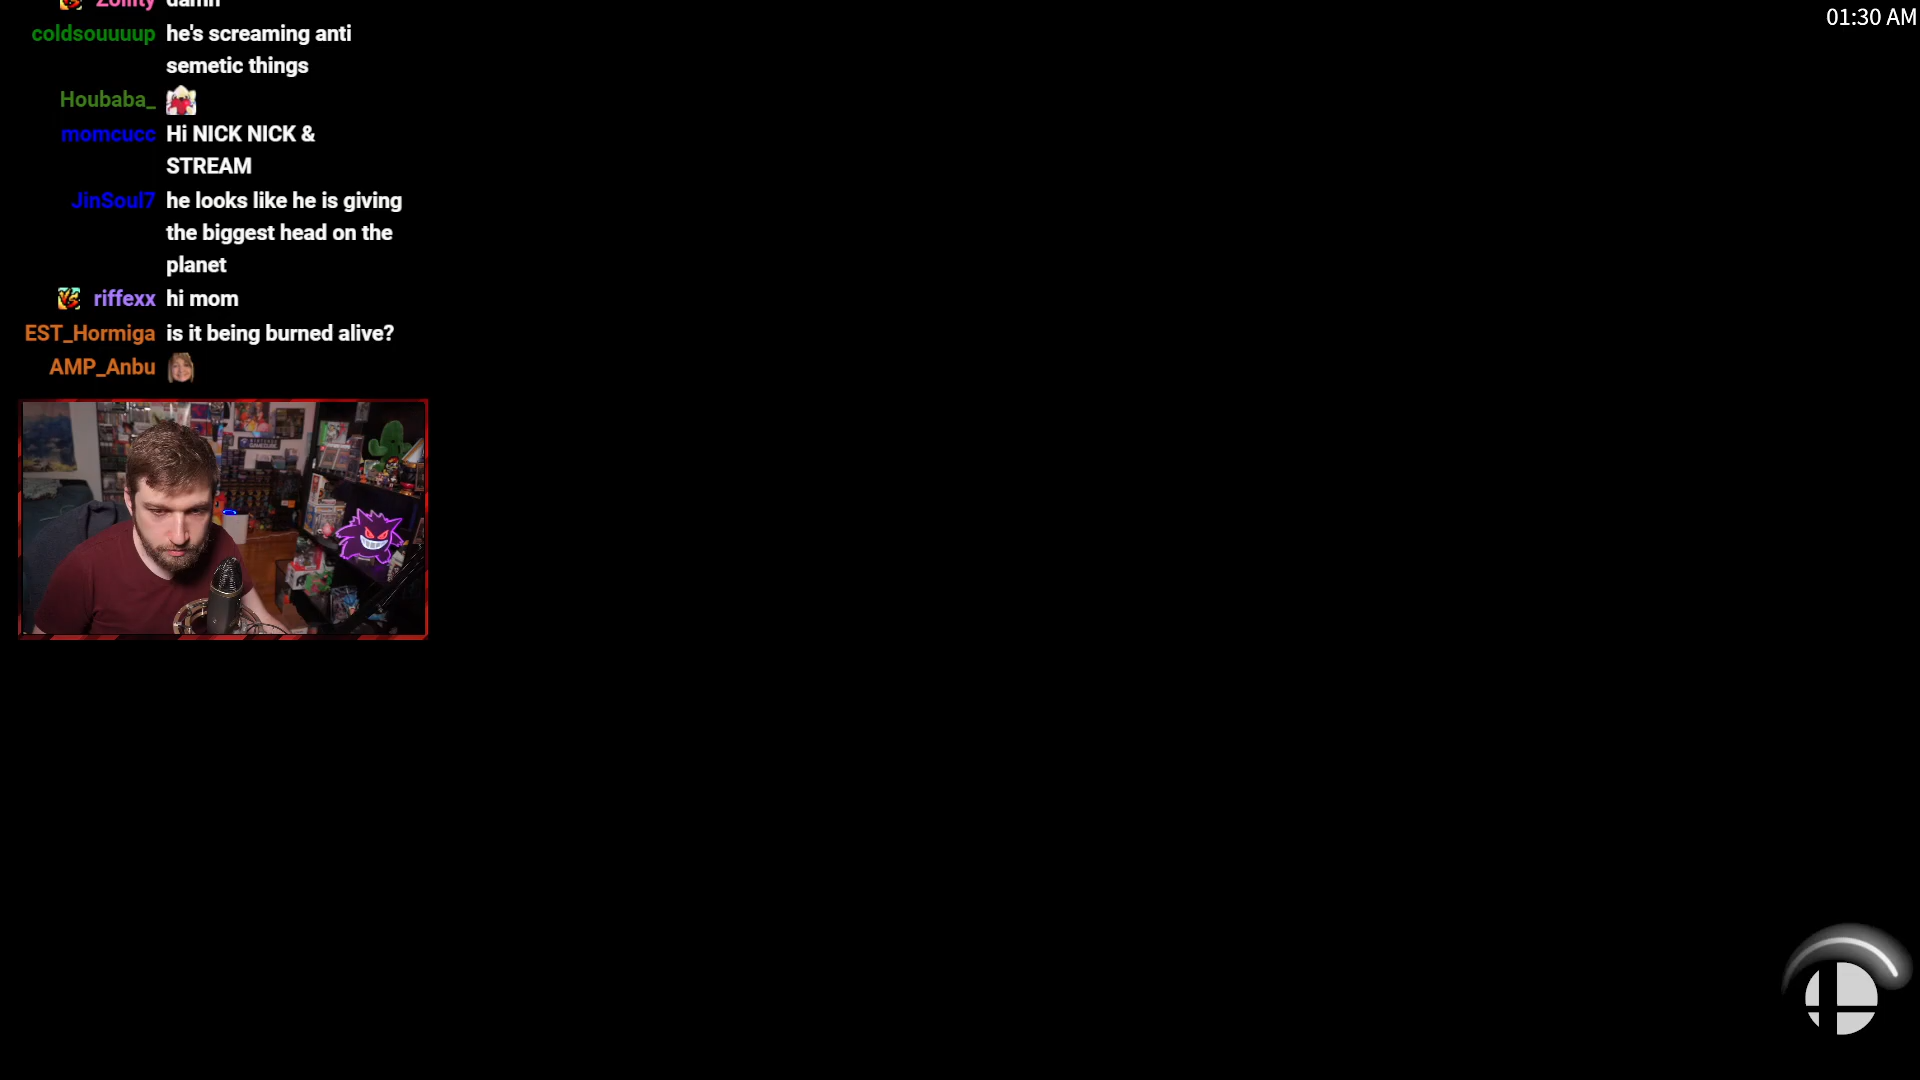 Zollity damn
01:30 AM
coldsouuuup he's screaming anti
semetic things
Houbaba_
momcucc Hi NICK NICK &
STREAM
JinSoul7 he looks like he is giving
the biggest head on the
planet
riffexx hi mom
EST_Hormiga is it being burned alive?
AMP_Anbu